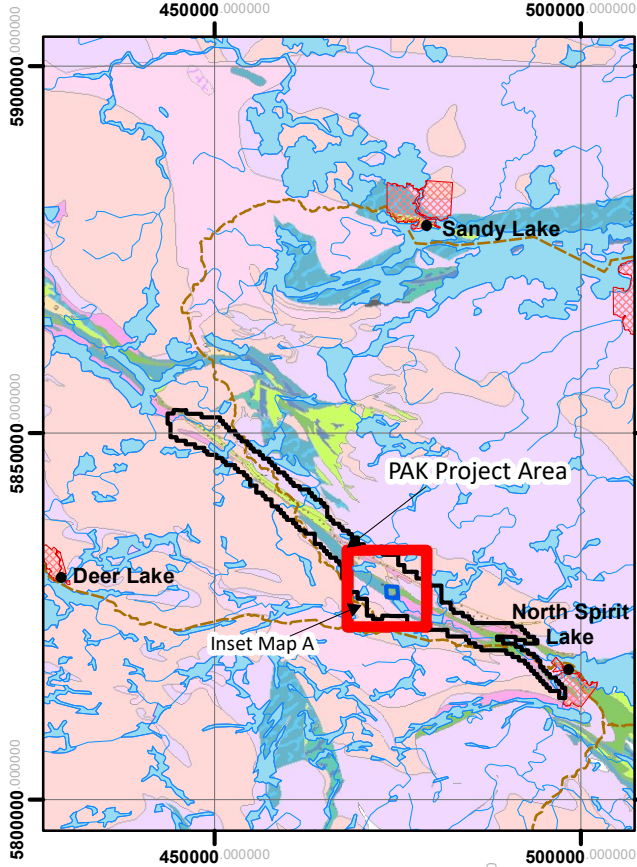 450000.000000
500000.000000
5900000.000000
Sandy Lake
5850000.000000
PAK Project Area
Deer Lake
North Spirit
Lake
Inset Map A
5800000.000000
450000.000000
500000.000000